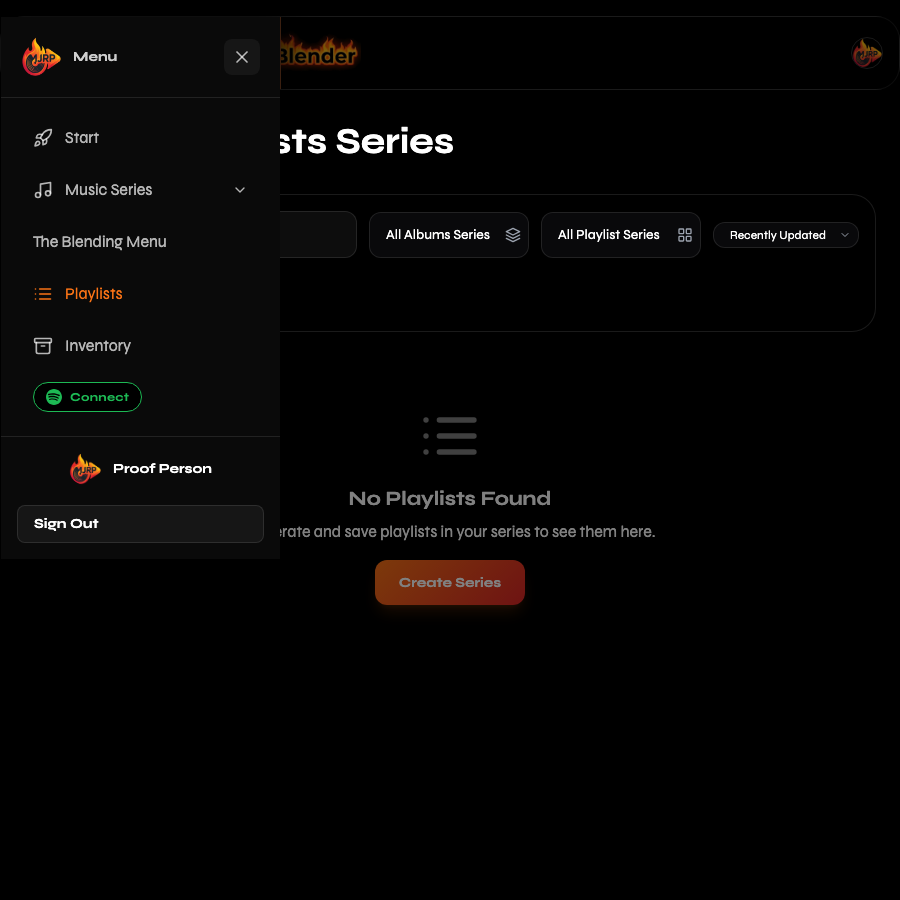 MJRP
Menu
Blender
Start
Music Series
The Blending Menu
Playlists
Inventory
Connect
MJRP
Proof Person
Sign Out
sts Series
All Albums Series
All Playlist Series
Recently Updated
No Playlists Found
erate and save playlists in your series to see them here.
Create Series